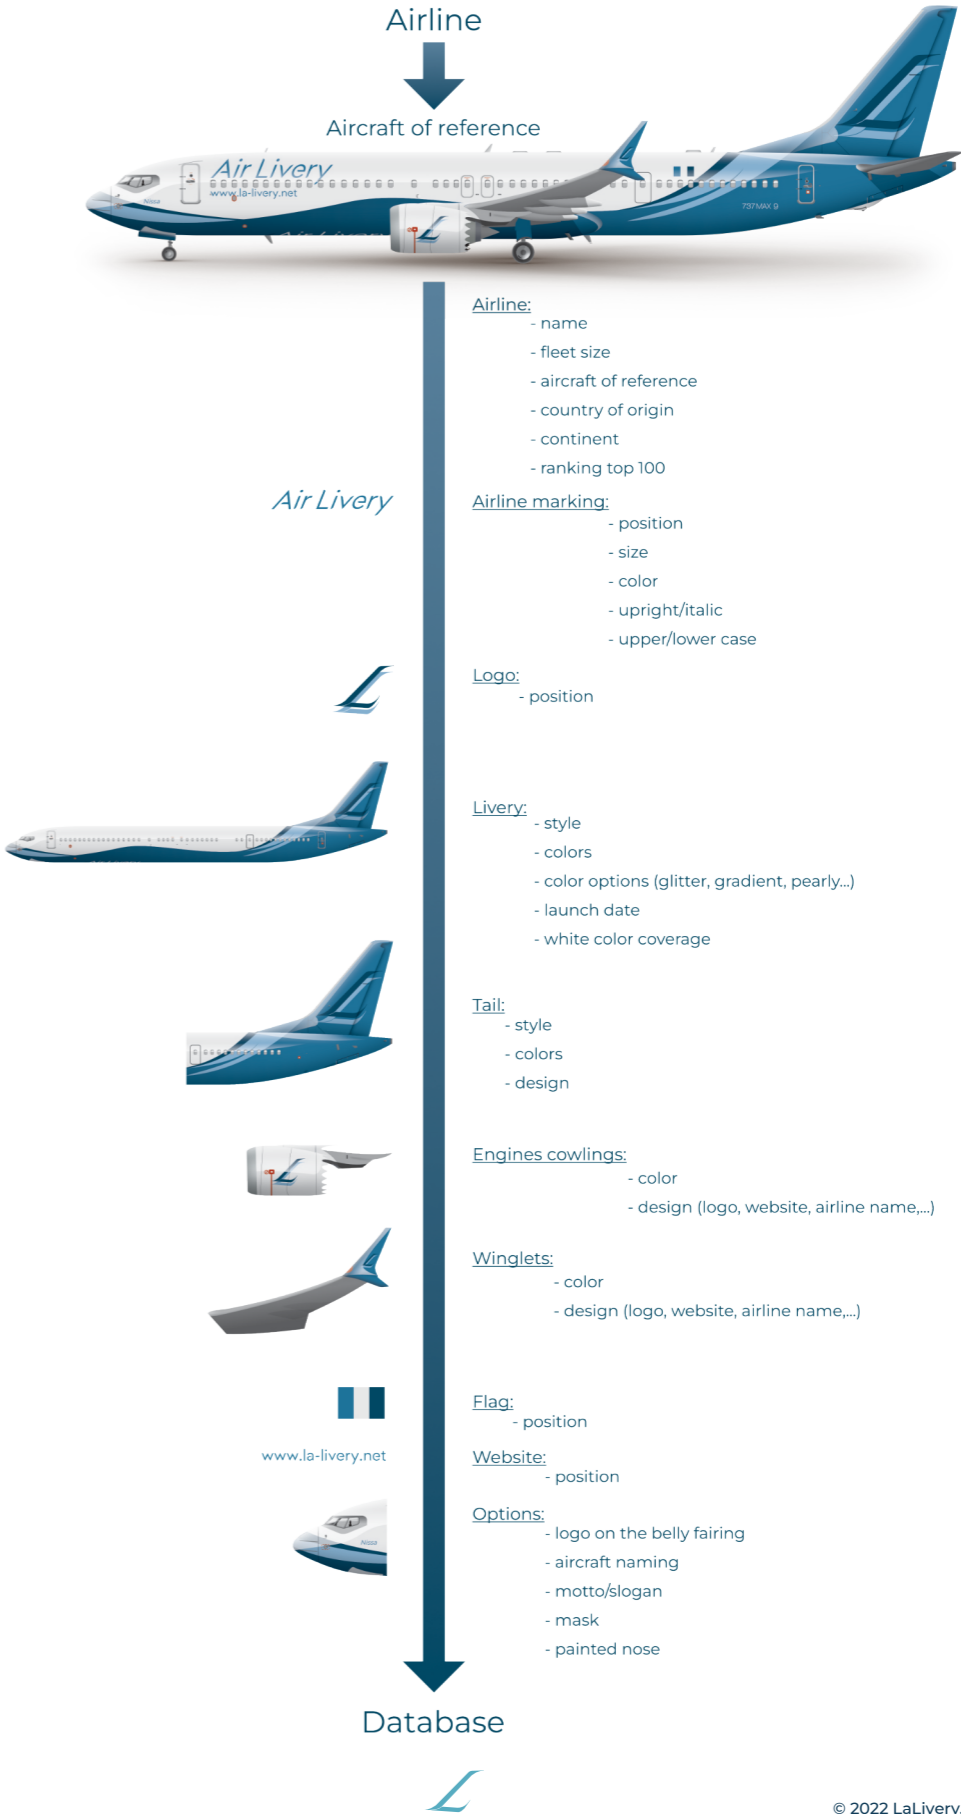 Airline
Aircraft of reference
Air Livery
www.la-livery.net
Nissa
737 MAX 9
Air Livery
Airline:
- name
- fleet size
- aircraft of reference
- country of origin
- continent
- ranking top 100
Air Livery
Airline marking:
- position
- size
- color
- upright/italic
- upper/lower case
Logo:
- position
Livery:
- style
- colors
- color options (glitter, gradient, pearly...)
- launch date
- white color coverage
Tail:
- style
- colors
- design
Engines cowlings:
- color
- design (logo, website, airline name,...)
Winglets:
- color
- design (logo, website, airline name,...)
Flag:
- position
www.la-livery.net
Website:
- position
Nissa
Options:
- logo on the belly fairing
- aircraft naming
- motto/slogan
- mask
- painted nose
Database
© 2022 LaLivery